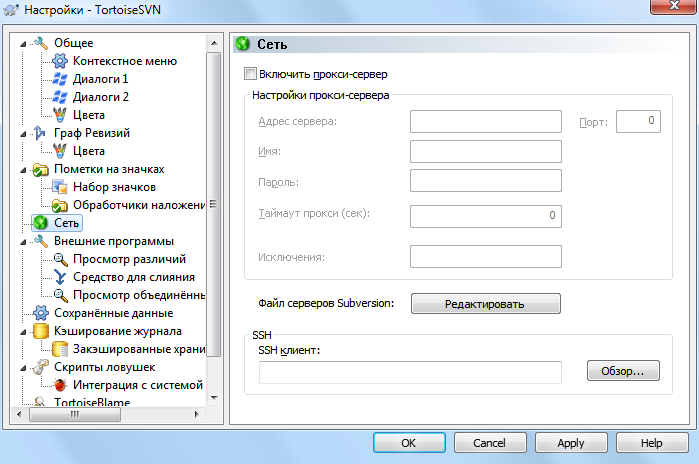 Настройки - TortoiseSVN
Общее
Контекстное меню
Диалоги 1
Диалоги 2
Цвета
Граф Ревизий
Цвета
Пометки на значках
Набор значков
Обработчики наложени
Сеть
Внешние программы
Просмотр различий
Средство для слияния
Просмотр объединённь
Сохранённые данные
Кэширование журнала
Закэшированные храни
Скрипты ловушек
Интеграция с системой
TortoiseBlame
Сеть
Включить прокси-сервер
Настройки прокси-сервера
Адрес сервера:
Порт: 0
Имя:
Пароль:
Таймаут прокси (сек): 0
Исключения:
Файл серверов Subversion: Редактировать
SSH
SSH клиент:
Обзор...
OK Cancel Apply Help